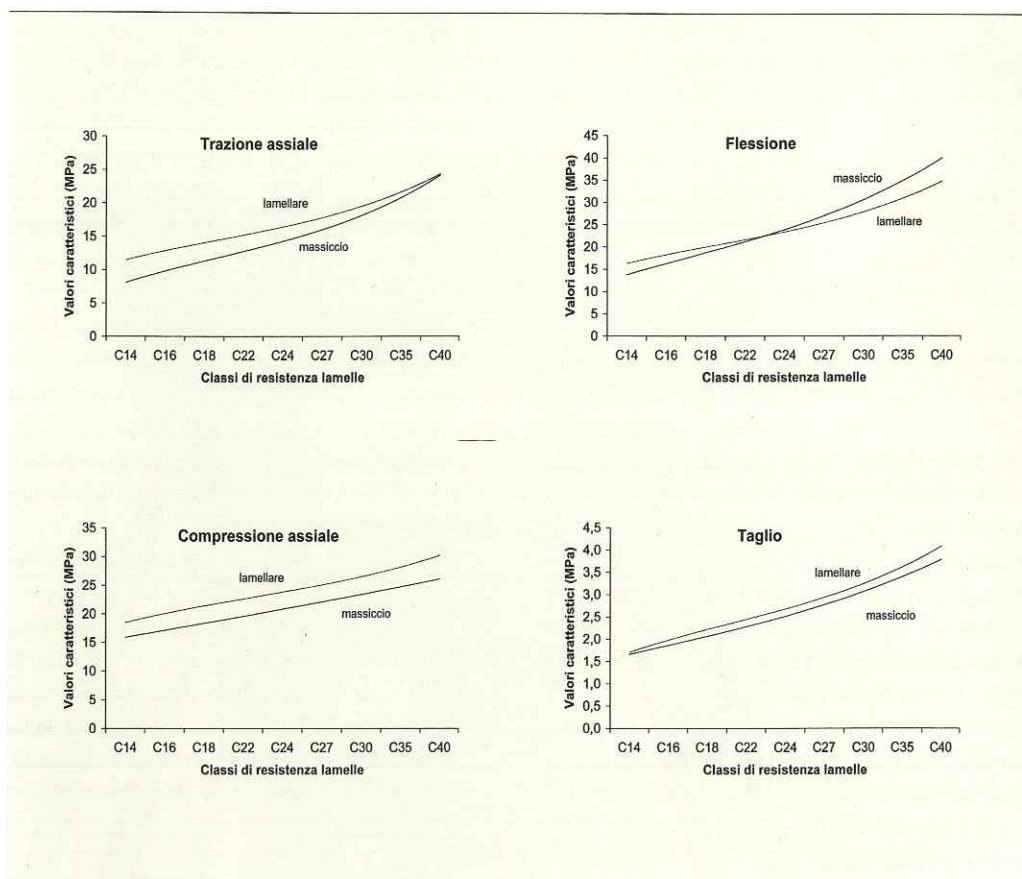 Trazione assiale
Valori caratteristici (MPa)
30
25
20
15
10
5
0
lamellare
massiccio
C14 C16 C18 C22 C24 C27 C30 C35 C40
Classi di resistenza lamelle
Flessione
Valori caratteristici (MPa)
45
40
35
30
25
20
15
10
5
0
massiccio
lamellare
C14 C16 C18 C22 C24 C27 C30 C35 C40
Classi di resistenza lamelle
Compressione assiale
Valori caratteristici (MPa)
35
30
25
20
15
10
5
0
lamellare
massiccio
C14 C16 C18 C22 C24 C27 C30 C35 C40
Classi di resistenza lamelle
Taglio
Valori caratteristici (MPa)
4,5
4,0
3,5
3,0
2,5
2,0
1,5
1,0
0,5
0,0
lamellare
massiccio
C14 C16 C18 C22 C24 C27 C30 C35 C40
Classi di resistenza lamelle